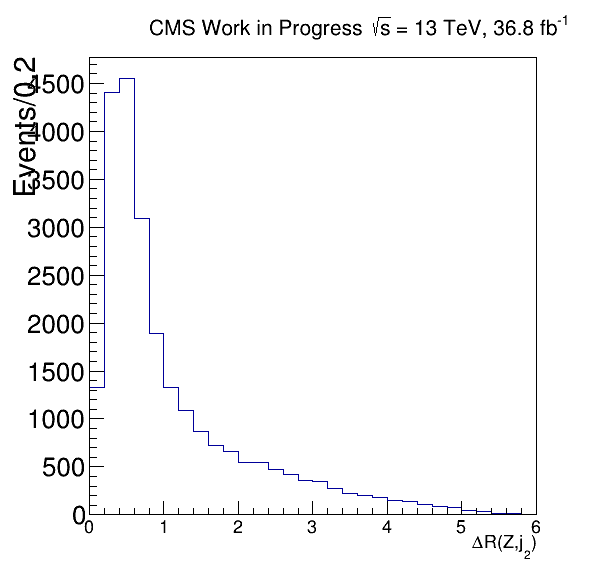 CMS Work in Progress √s = 13 TeV, 36.8 fb⁻¹
Events/0.2
4500
4000
3500
3000
2500
2000
1500
1000
500
0
0 1 2 3 4 5 6
ΔR(Z,j₂)